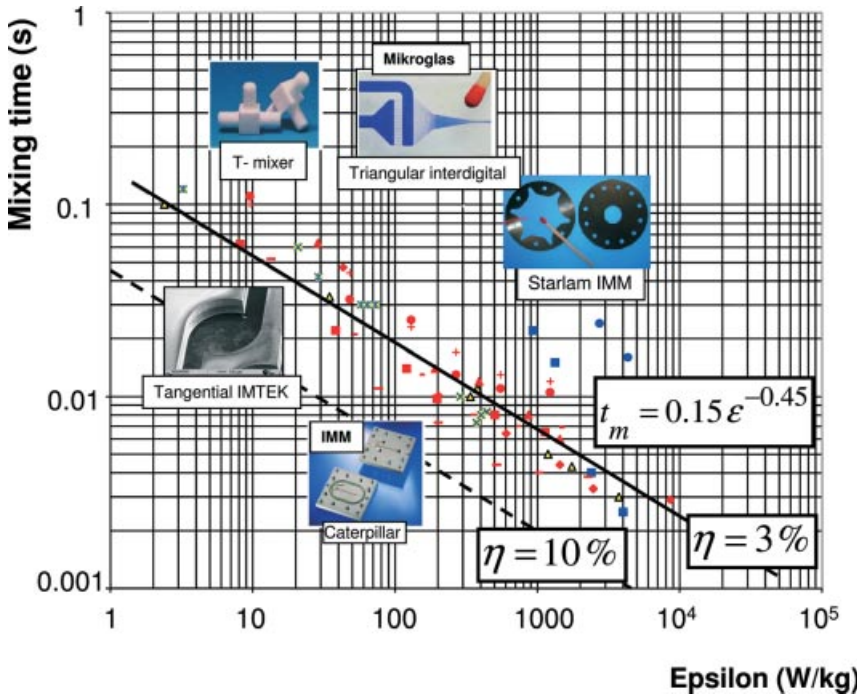 1
Mikroglas
T- mixer
Triangular interdigital
Mixing time (s)
0.1
Starlam IMM
Tangential IMTEK
0.01
t_m = 0.15 ε^{-0.45}
IMM
Caterpillar
η = 10 %
η = 3 %
0.001
1 10 100 1000 10^4 10^5
Epsilon (W/kg)